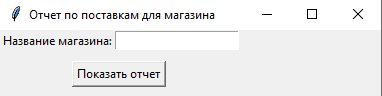 Отчет по поставкам для магазина
Название магазина:
Показать отчет